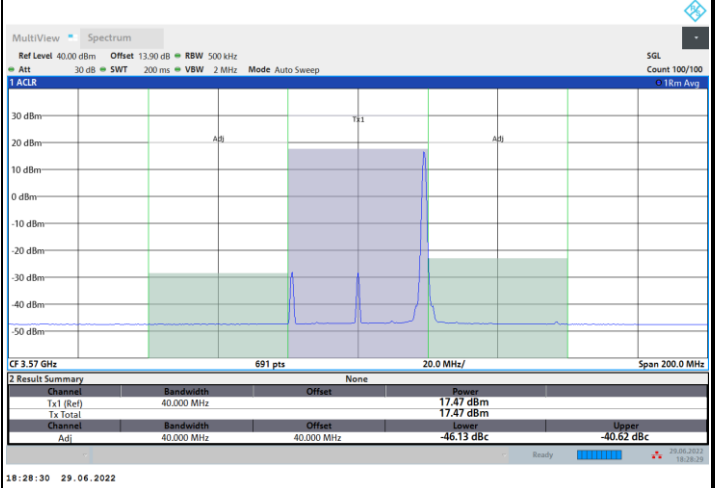 MultiView Spectrum
Ref Level 40.00 dBm Offset 13.90 dB RBW 500 kHz SGL
Att 30 dB SWT 200 ms VBW 2 MHz Mode Auto Sweep Count 100/100
1 ACLR 1Rm Avg
30 dBm
Tx1
Adj Adj
20 dBm
10 dBm
0 dBm
-10 dBm
-20 dBm
-30 dBm
-40 dBm
-50 dBm
CF 3.57 GHz 691 pts 20.0 MHz/ Span 200.0 MHz
2 Result Summary None
Channel Bandwidth Offset Power
Tx1 (Ref) 40.000 MHz 17.47 dBm
Tx Total 17.47 dBm
Channel Bandwidth Offset Lower Upper
Adj 40.000 MHz 40.000 MHz -46.13 dBc -40.62 dBc
Ready 29.06.2022
18:28:29
18:28:30 29.06.2022